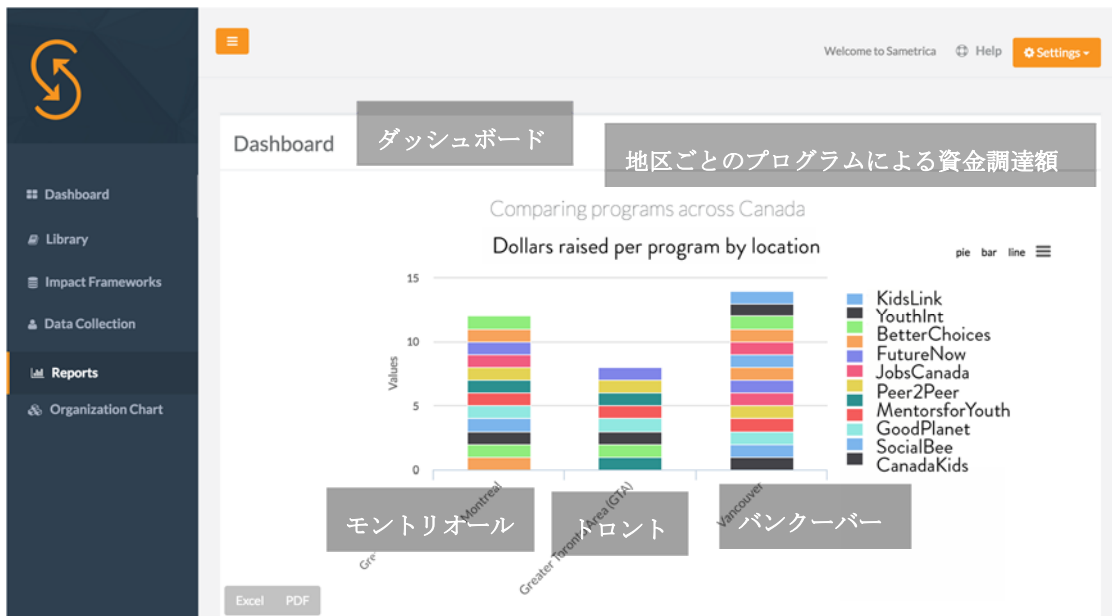 Welcome to Sametrica
Help
Settings
Dashboard
ダッシュボード
地区ごとのプログラムによる資金調達額
Dashboard
Library
Impact Frameworks
Data Collection
Reports
Organization Chart
Comparing programs across Canada
Dollars raised per program by location
pie bar line
15
10
5
0
Values
KidsLink
YouthInt
BetterChoices
FutureNow
JobsCanada
Peer2Peer
MentorsforYouth
GoodPlanet
SocialBee
CanadaKids
Montreal
Greater Toronto Area (GTA)
Vancouver
モントリオール
トロント
バンクーバー
Excel PDF